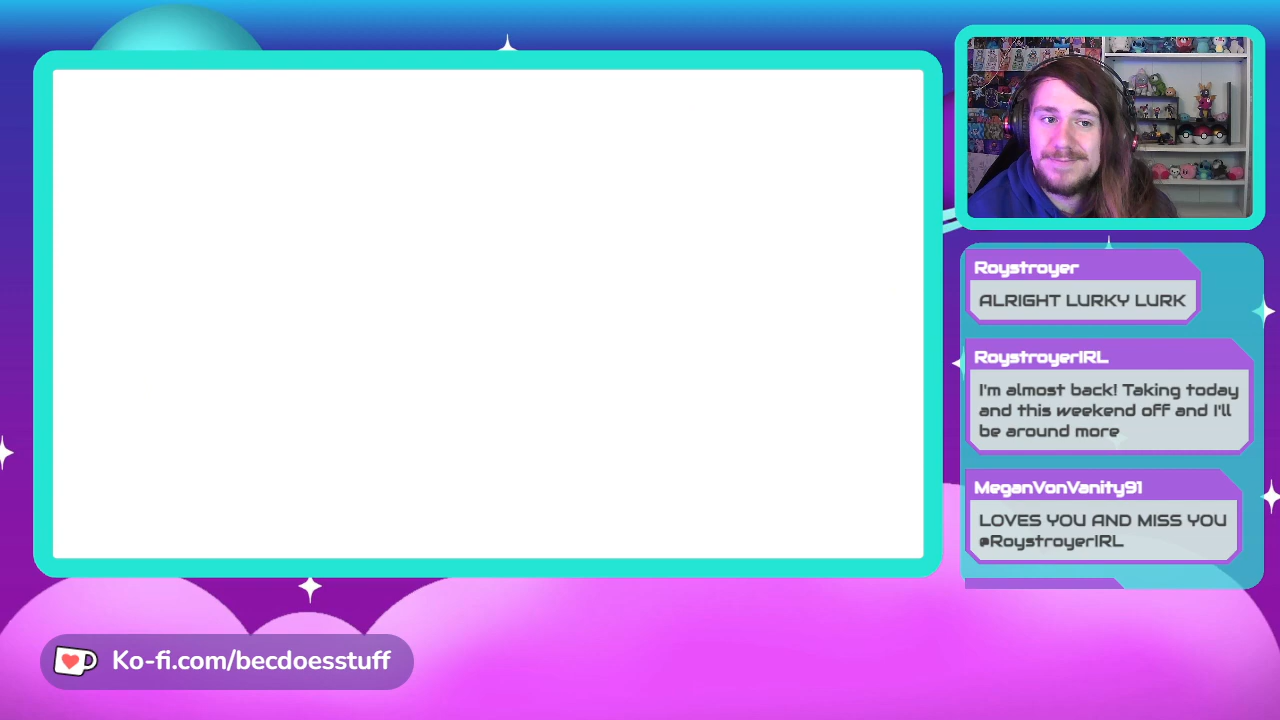 Roystroyer
ALRIGHT LURKY LURK
RoystroyerIRL
I'm almost back! Taking today
and this weekend off and I'll
be around more
MeganVonVanity91
LOVES YOU AND MISS YOU
@RoystroyerIRL
Ko-fi.com/becdoesstuff